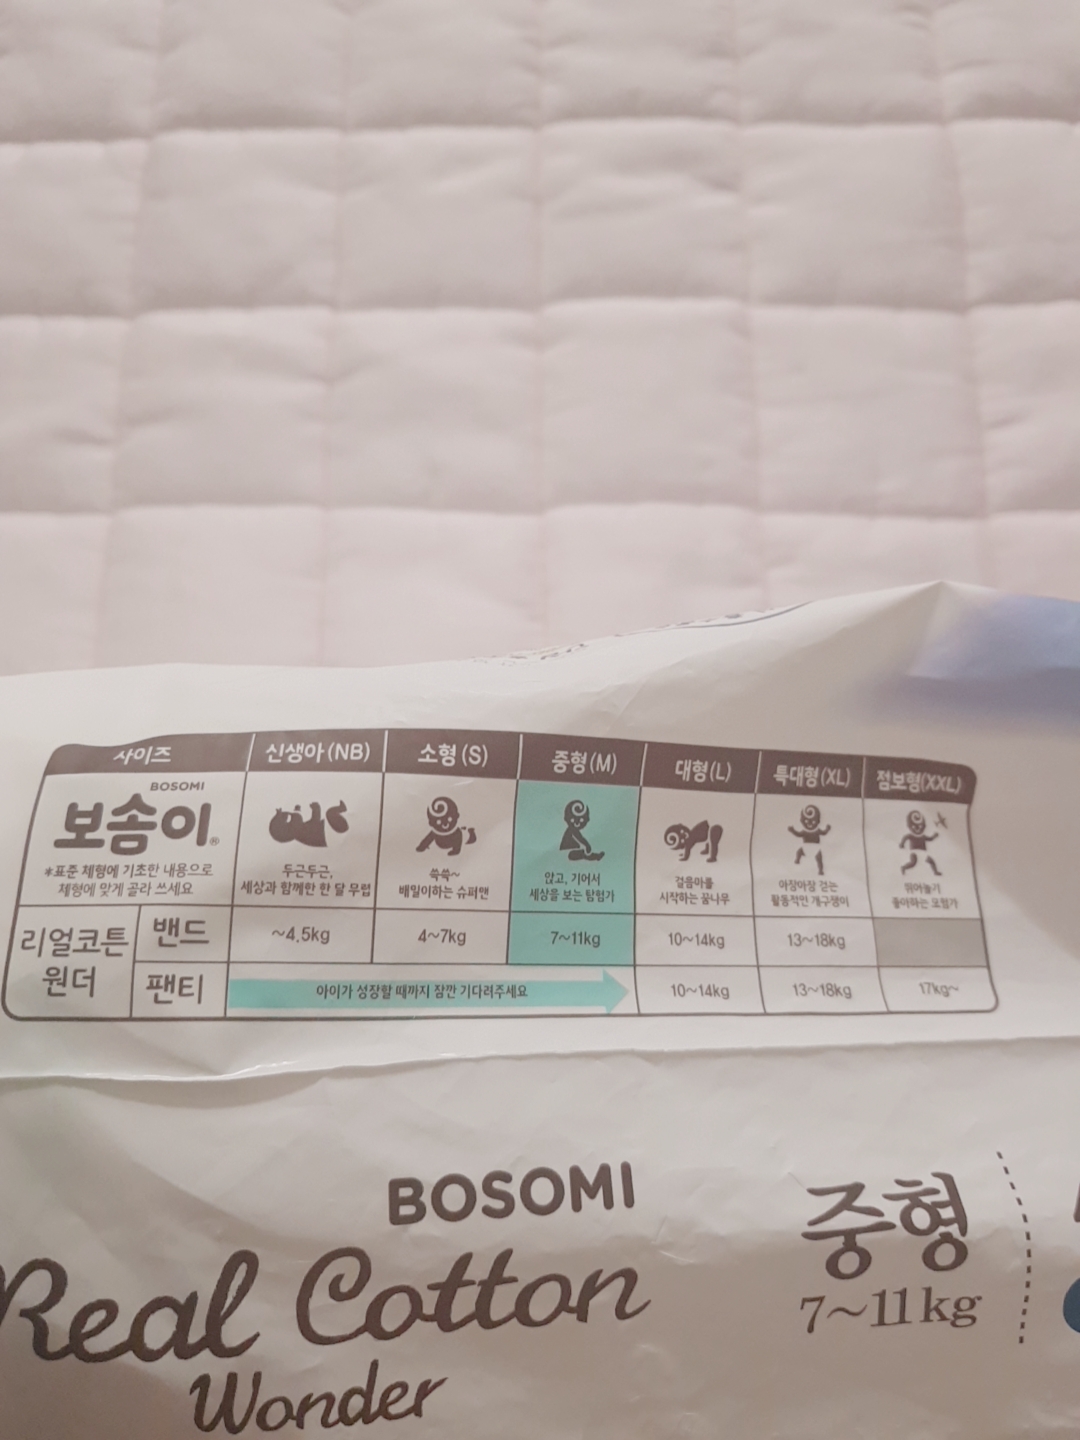 사이즈
신생아(NB)
소형(S)
중형(M)
대형(L)
특대형(XL)
점보형(XXL)
BOSOMI
보솜이®
*표준 체형에 기초한 내용으로
체형에 맞게 골라 쓰세요
두근두근,
세상과 함께한 한 달 무렵
쑥쑥~
배밀이하는 슈퍼맨
앉고, 기어서
세상을 보는 탐험가
걸음마를
시작하는 꿈나무
아장아장 걷는
활동적인 개구쟁이
뛰어놀기
좋아하는 모험가
리얼코튼
원더
밴드
~4.5kg
4~7kg
7~11kg
10~14kg
13~18kg
팬티
아이가 성장할 때까지 잠깐 기다려주세요
10~14kg
13~18kg
17kg~
BOSOMI
중형
7~11kg
Real Cotton
Wonder